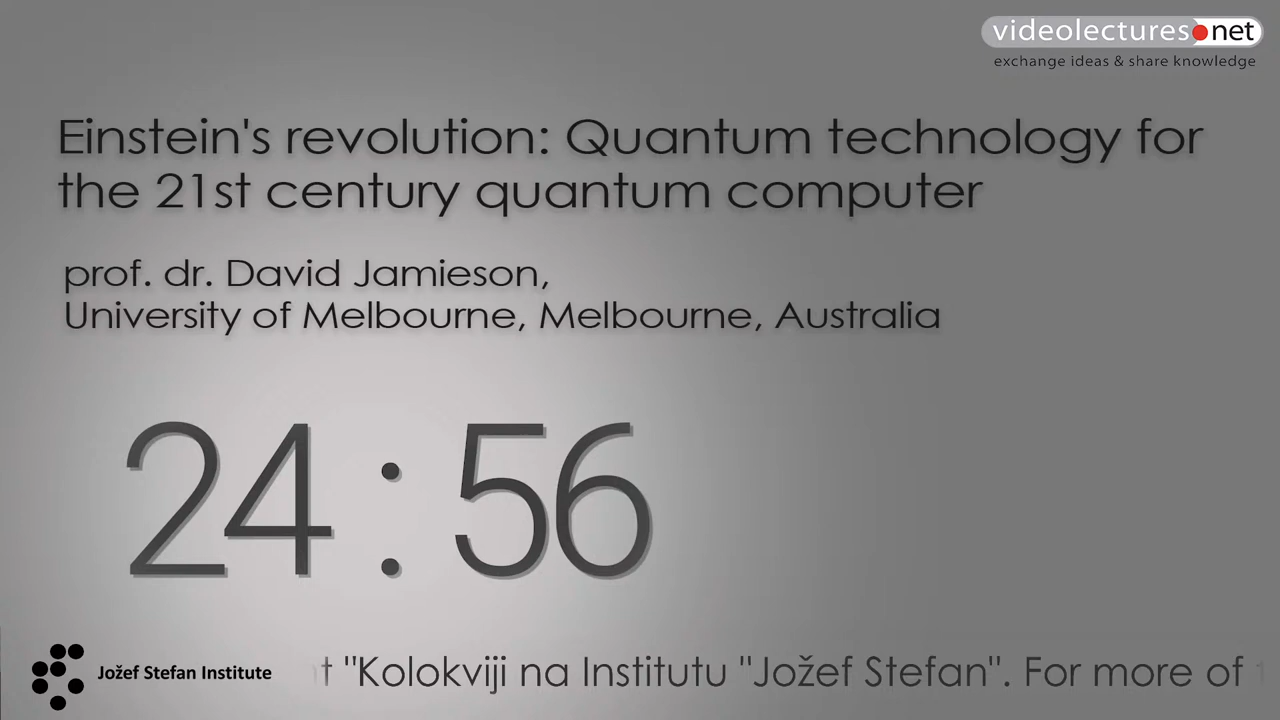 videolectures.net
exchange ideas & share knowledge
Einstein's revolution: Quantum technology for
the 21st century quantum computer
prof. dr. David Jamieson,
University of Melbourne, Melbourne, Australia
24 : 56
Jožef Stefan Institute
"Kolokviji na Institutu "Jožef Stefan". For more of